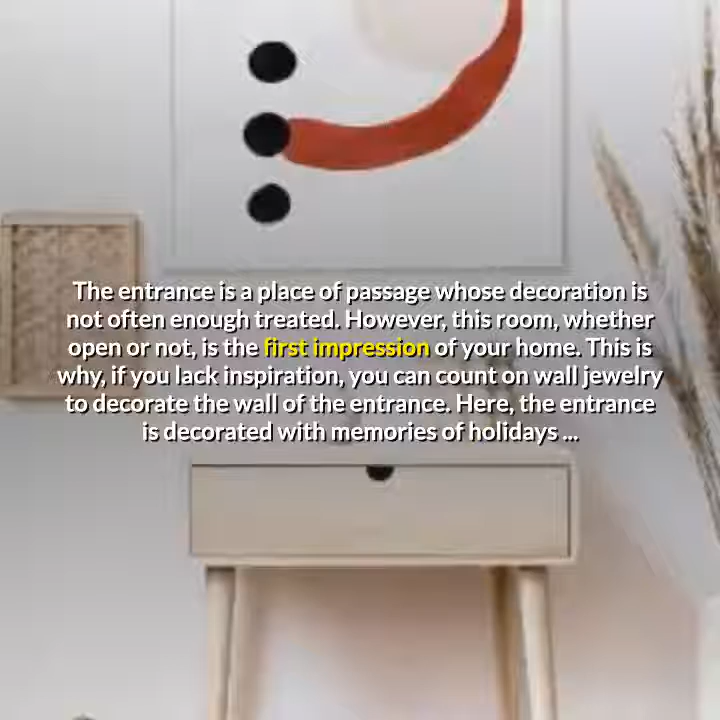 The entrance is a place of passage whose decoration is
not often enough treated. However, this room, whether
open or not, is the first impression of your home. This is
why, if you lack inspiration, you can count on wall jewelry
to decorate the wall of the entrance. Here, the entrance
is decorated with memories of holidays ...